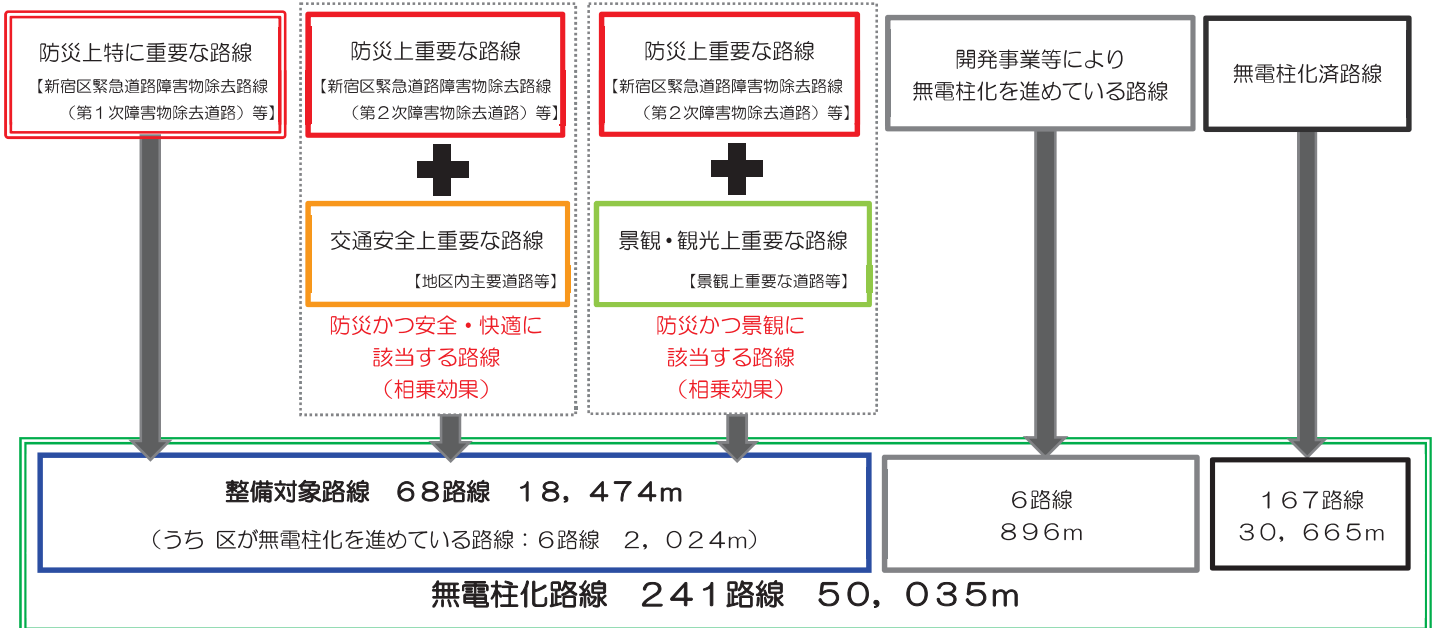 防災上特に重要な路線
【新宿区緊急道路障害物除去路線
（第１次障害物除去道路）等】
防災上重要な路線
【新宿区緊急道路障害物除去路線
（第２次障害物除去道路）等】
交通安全上重要な路線
【地区内主要道路等】
防災かつ安全・快適に
該当する路線
（相乗効果）
防災上重要な路線
【新宿区緊急道路障害物除去路線
（第２次障害物除去道路）等】
景観・観光上重要な路線
【景観上重要な道路等】
防災かつ景観に
該当する路線
（相乗効果）
開発事業等により
無電柱化を進めている路線
無電柱化済路線
整備対象路線　６８路線　１８，４７４ｍ
（うち 区が無電柱化を進めている路線：６路線　２，０２４ｍ）
６路線
８９６ｍ
１６７路線
３０，６６５ｍ
無電柱化路線　２４１路線　５０，０３５ｍ